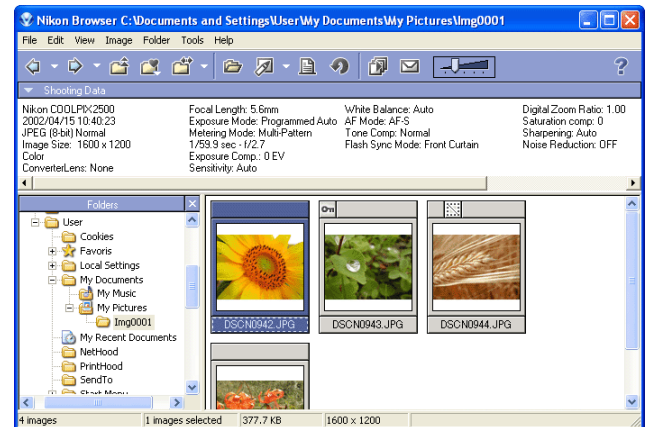 Nikon Browser C:\Documents and Settings\User\My Documents\My Pictures\Img0001
File Edit View Image Folder Tools Help
?
Shooting Data
Nikon COOLPIX2500 Focal Length: 5.6mm White Balance: Auto Digital Zoom Ratio: 1.00
2002/04/15 10:40:23 Exposure Mode: Programmed Auto AF Mode: AF-S Saturation comp: 0
JPEG (8-bit) Normal Metering Mode: Multi-Pattern Tone Comp: Normal Sharpening: Auto
Image Size: 1600 x 1200 1/59.9 sec - f/2.7 Flash Sync Mode: Front Curtain Noise Reduction: OFF
Color Exposure Comp.: 0 EV
ConverterLens: None Sensitivity: Auto
Folders
User
Cookies
Favoris
Local Settings
My Documents
My Music
My Pictures
Img0001
My Recent Documents
NetHood
PrintHood
SendTo
Start Menu
DSCN0942.JPG DSCN0943.JPG DSCN0944.JPG
4 images 1 images selected 377.7 KB 1600 x 1200